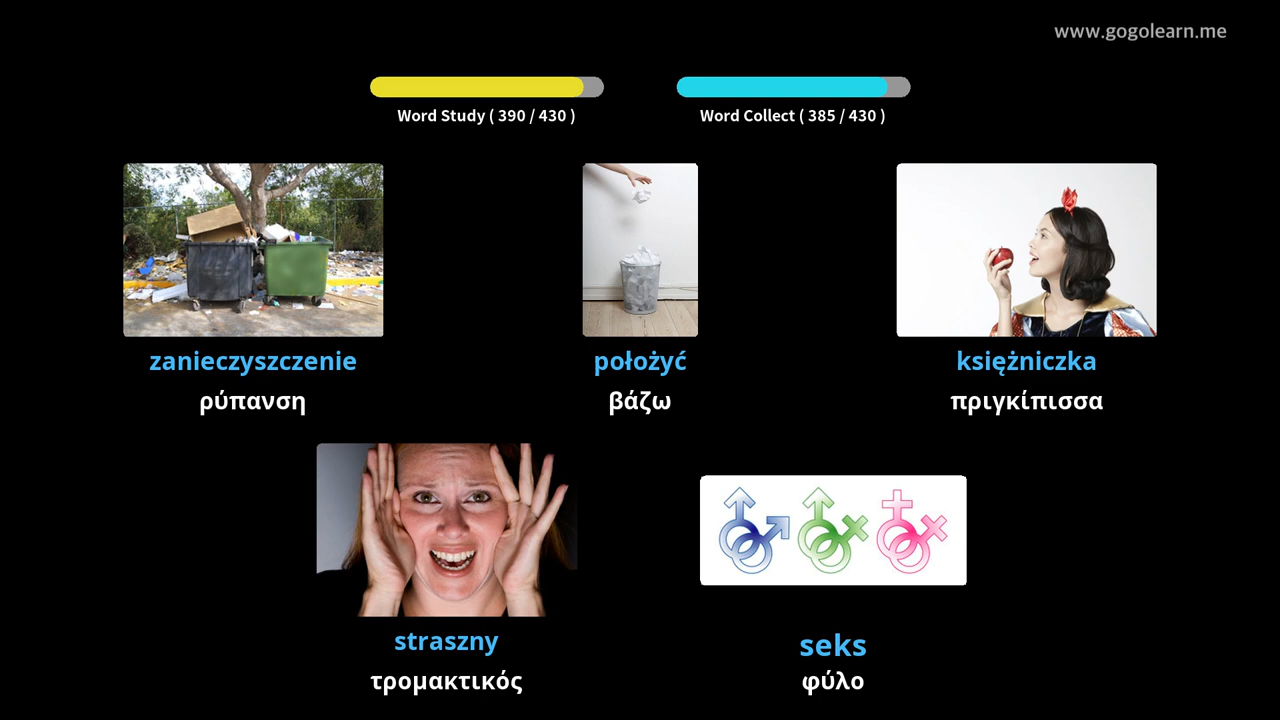 www.gogolearn.me
Word Study ( 390 / 430 )
Word Collect ( 385 / 430 )
zanieczyszczenie
ρύπανση
położyć
βάζω
księżniczka
πριγκίπισσα
straszny
τρομακτικός
seks
φύλο